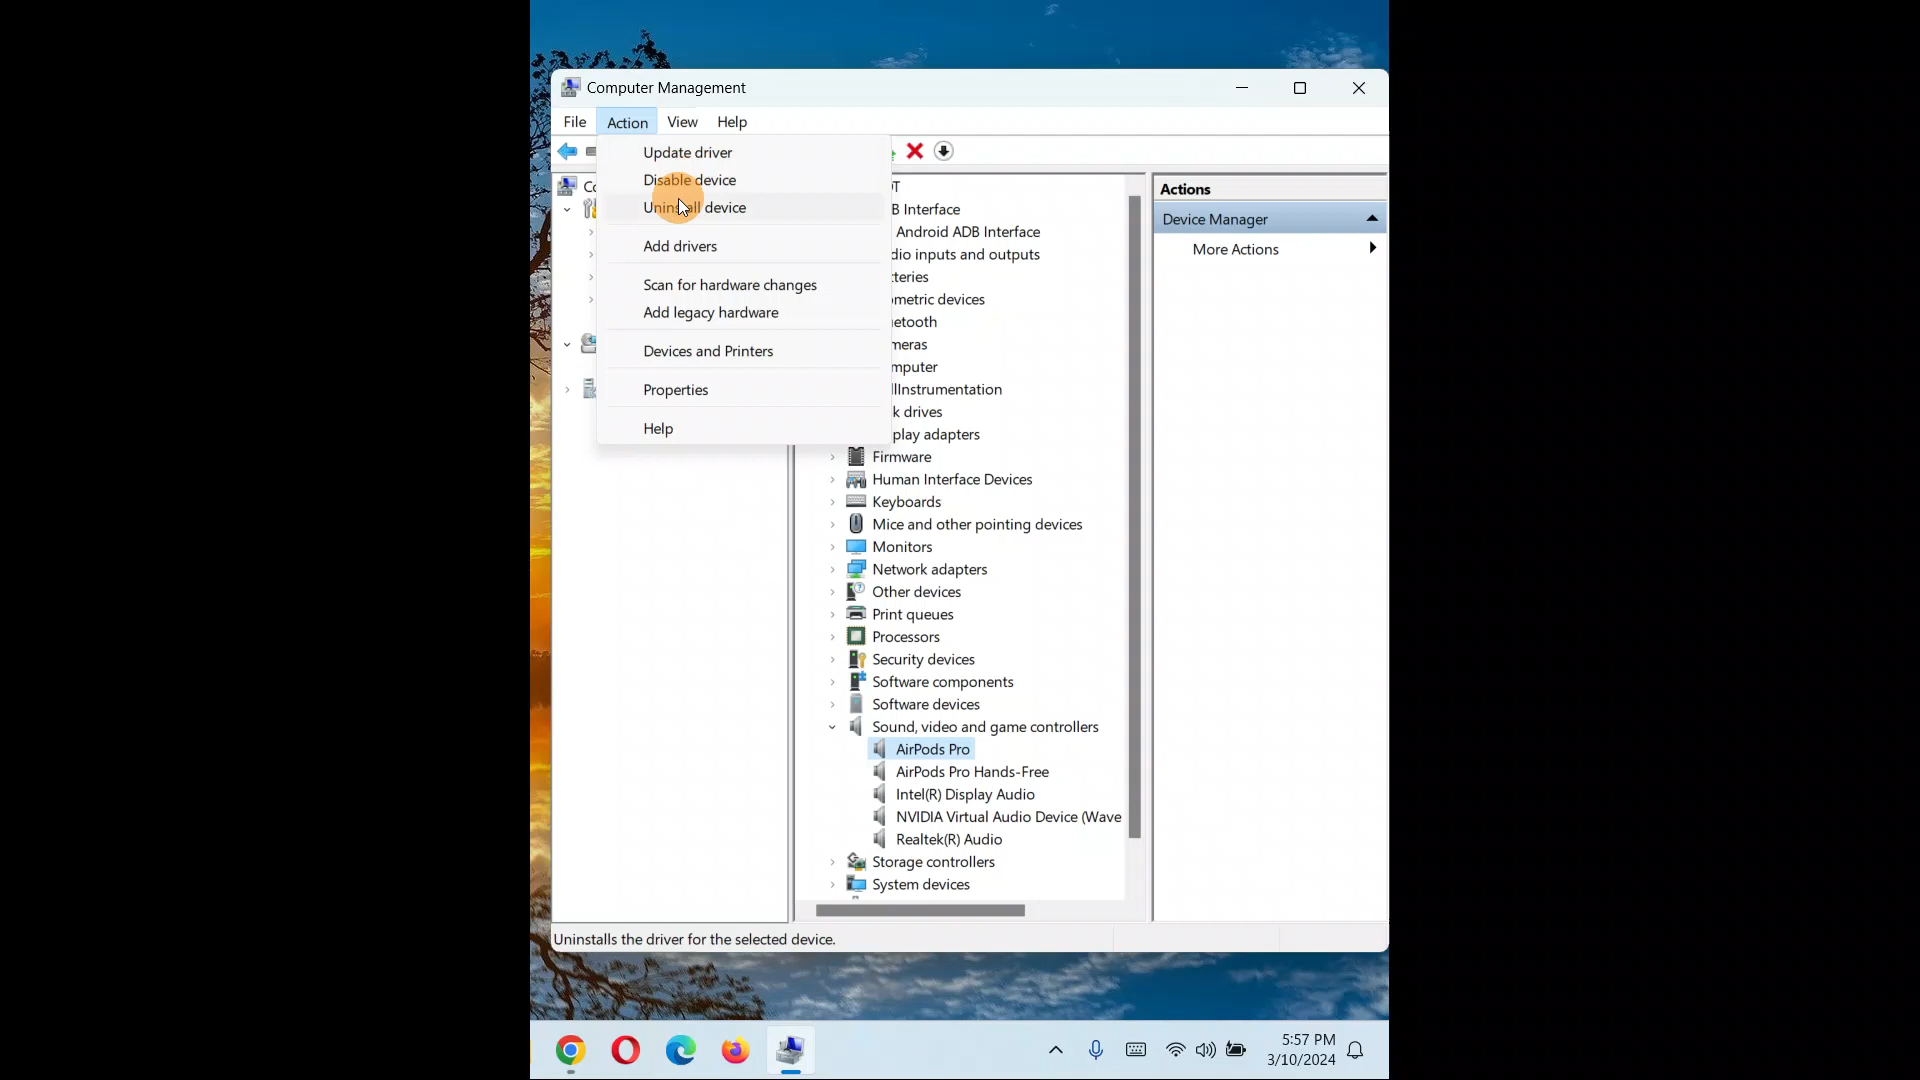 Computer Management
File Action View Help
Update driver
Disable device
Uninstall device
Add drivers
Scan for hardware changes
Add legacy hardware
Devices and Printers
Properties
Help
B Interface
Android ADB Interface
dio inputs and outputs
teries
ometric devices
etooth
meras
mputer
llInstrumentation
k drives
play adapters
Firmware
Human Interface Devices
Keyboards
Mice and other pointing devices
Monitors
Network adapters
Other devices
Print queues
Processors
Security devices
Software components
Software devices
Sound, video and game controllers
AirPods Pro
AirPods Pro Hands-Free
Intel(R) Display Audio
NVIDIA Virtual Audio Device (Wave
Realtek(R) Audio
Storage controllers
System devices
Actions
Device Manager
More Actions
Uninstalls the driver for the selected device.
5:57 PM
3/10/2024